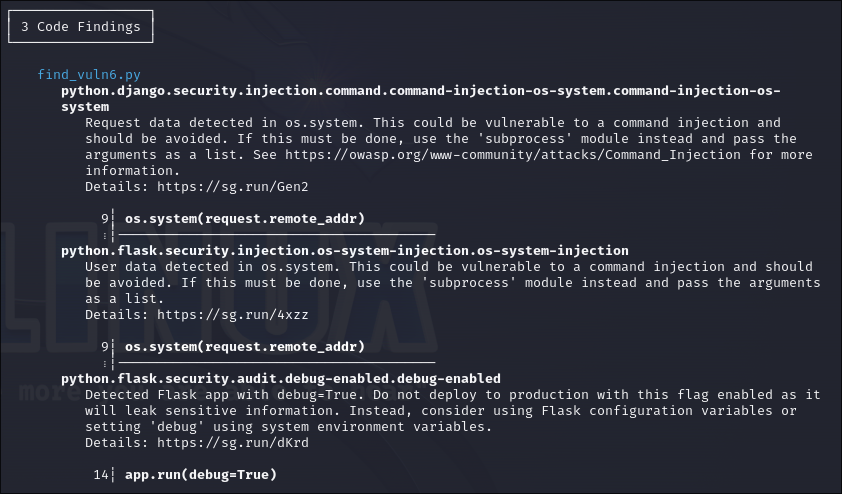 3 Code Findings
find_vuln6.py
python.django.security.injection.command.command-injection-os-system.command-injection-os-
system
Request data detected in os.system. This could be vulnerable to a command injection and
should be avoided. If this must be done, use the 'subprocess' module instead and pass the
arguments as a list. See https://owasp.org/www-community/attacks/Command_Injection for more
information.
Details: https://sg.run/Gen2
9┆ os.system(request.remote_addr)
⋮┆
python.flask.security.injection.os-system-injection.os-system-injection
User data detected in os.system. This could be vulnerable to a command injection and should
be avoided. If this must be done, use the 'subprocess' module instead and pass the arguments
as a list.
Details: https://sg.run/4xzz
9┆ os.system(request.remote_addr)
⋮┆
python.flask.security.audit.debug-enabled.debug-enabled
Detected Flask app with debug=True. Do not deploy to production with this flag enabled as it
will leak sensitive information. Instead, consider using Flask configuration variables or
setting 'debug' using system environment variables.
Details: https://sg.run/dKrd
14┆ app.run(debug=True)
LINUX
more